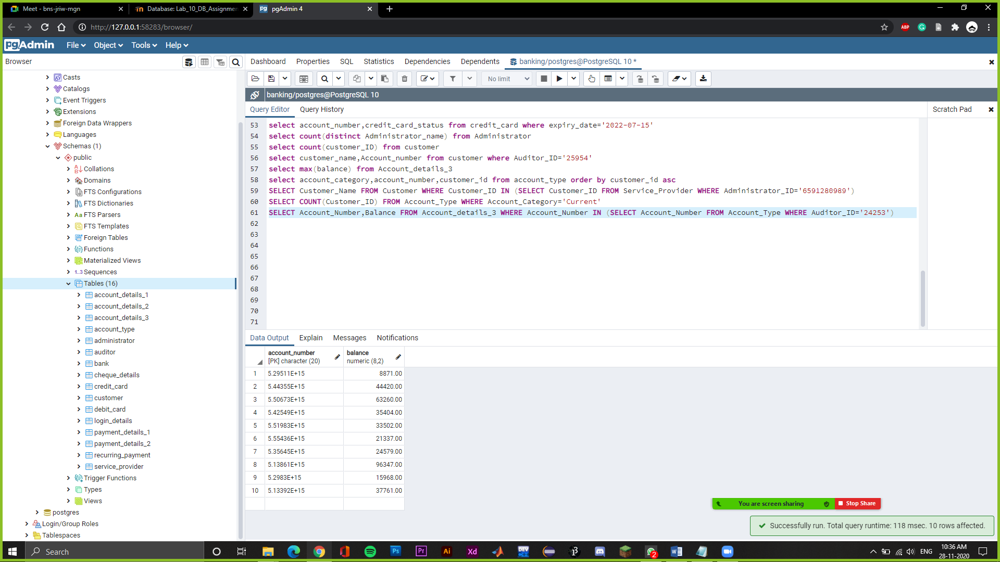 Meet - bns-jriw-mgn
Database: Lab_10_DB_Assignmen
pgAdmin 4
http://127.0.0.1:58283/browser/
ABP
pgAdmin
File
Object
Tools
Help
Browser
Dashboard
Properties
SQL
Statistics
Dependencies
Dependents
banking/postgres@PostgreSQL 10 *
No limit
banking/postgres@PostgreSQL 10
Query Editor
Query History
Scratch Pad
Casts
Catalogs
Event Triggers
Extensions
Foreign Data Wrappers
Languages
Schemas (1)
public
Collations
Domains
FTS Configurations
FTS Dictionaries
Aa FTS Parsers
FTS Templates
Foreign Tables
Functions
Materialized Views
1..3 Sequences
Tables (16)
account_details_1
account_details_2
account_details_3
account_type
administrator
auditor
bank
cheque_details
credit_card
customer
debit_card
login_details
payment_details_1
payment_details_2
recurring_payment
service_provider
Trigger Functions
Types
Views
postgres
Login/Group Roles
Tablespaces
53 select account_number,credit_card_status from credit_card where expiry_date='2022-07-15'
54 select count(distinct Administrator_name) from Administrator
55 select count(customer_ID) from customer
56 select customer_name,Account_number from customer where Auditor_ID='25954'
57 select max(balance) from Account_details_3
58 select account_category,account_number,customer_id from account_type order by customer_id asc
59 SELECT Customer_Name FROM Customer WHERE Customer_ID IN (SELECT Customer_ID FROM Service_Provider WHERE Administrator_ID='6591280989')
60 SELECT COUNT(Customer_ID) FROM Account_Type WHERE Account_Category='Current'
61 SELECT Account_Number,Balance FROM Account_details_3 WHERE Account_Number IN (SELECT Account_Number FROM Account_Type WHERE Auditor_ID='24253')
62
63
64
65
66
67
68
69
70
71
Data Output
Explain
Messages
Notifications
account_number
[PK] character (20)
balance
numeric (8,2)
1 5.29511E+15 8871.00
2 5.44355E+15 44420.00
3 5.50673E+15 63260.00
4 5.42549E+15 35404.00
5 5.51983E+15 33502.00
6 5.55436E+15 21337.00
7 5.35645E+15 24579.00
8 5.13861E+15 96347.00
9 5.2983E+15 15968.00
10 5.13392E+15 37761.00
You are screen sharing
Stop Share
Successfully run. Total query runtime: 118 msec. 10 rows affected.
Search
Ps
Pr
Ai
Xd
DEV
2
ENG
10:36 AM
28-11-2020